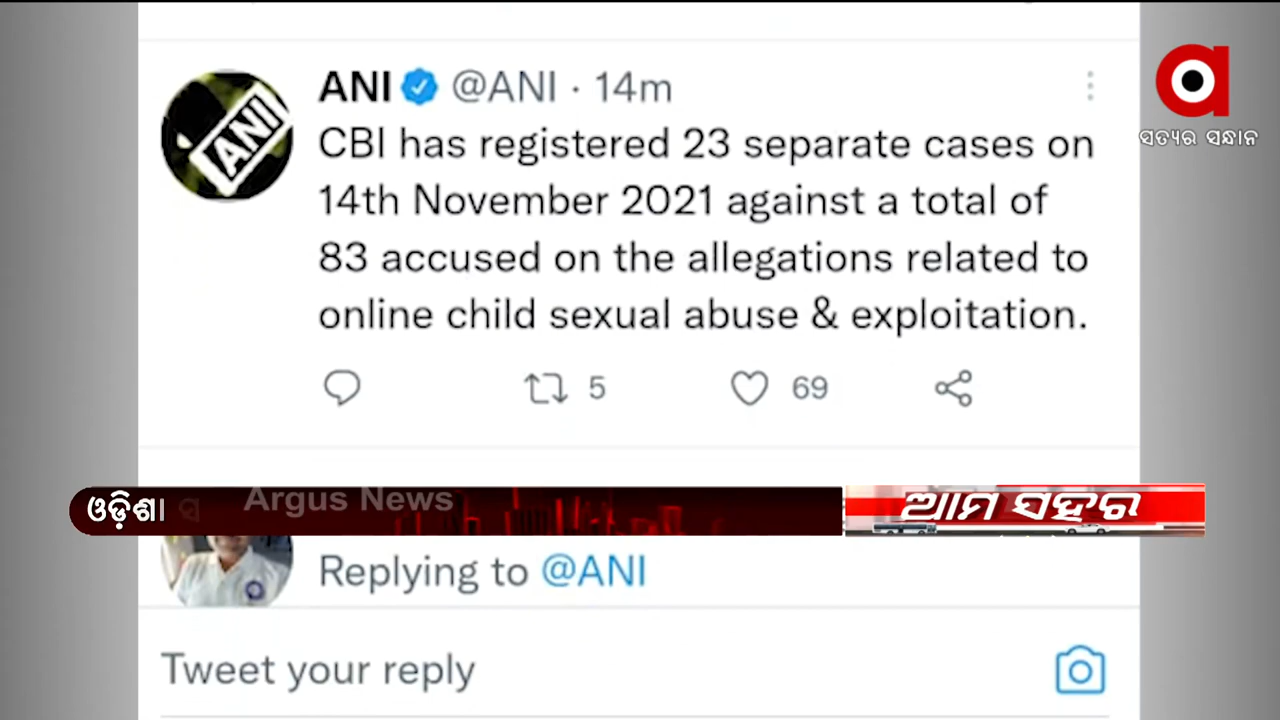 ANI @ANI · 14m
CBI has registered 23 separate cases on
14th November 2021 against a total of
83 accused on the allegations related to
online child sexual abuse & exploitation.
5 69
ANI
ସତ୍ୟର ସନ୍ଧାନ
ଓଡ଼ିଶା ସ
Argus News
ଆମ ସହର
Replying to @ANI
Tweet your reply